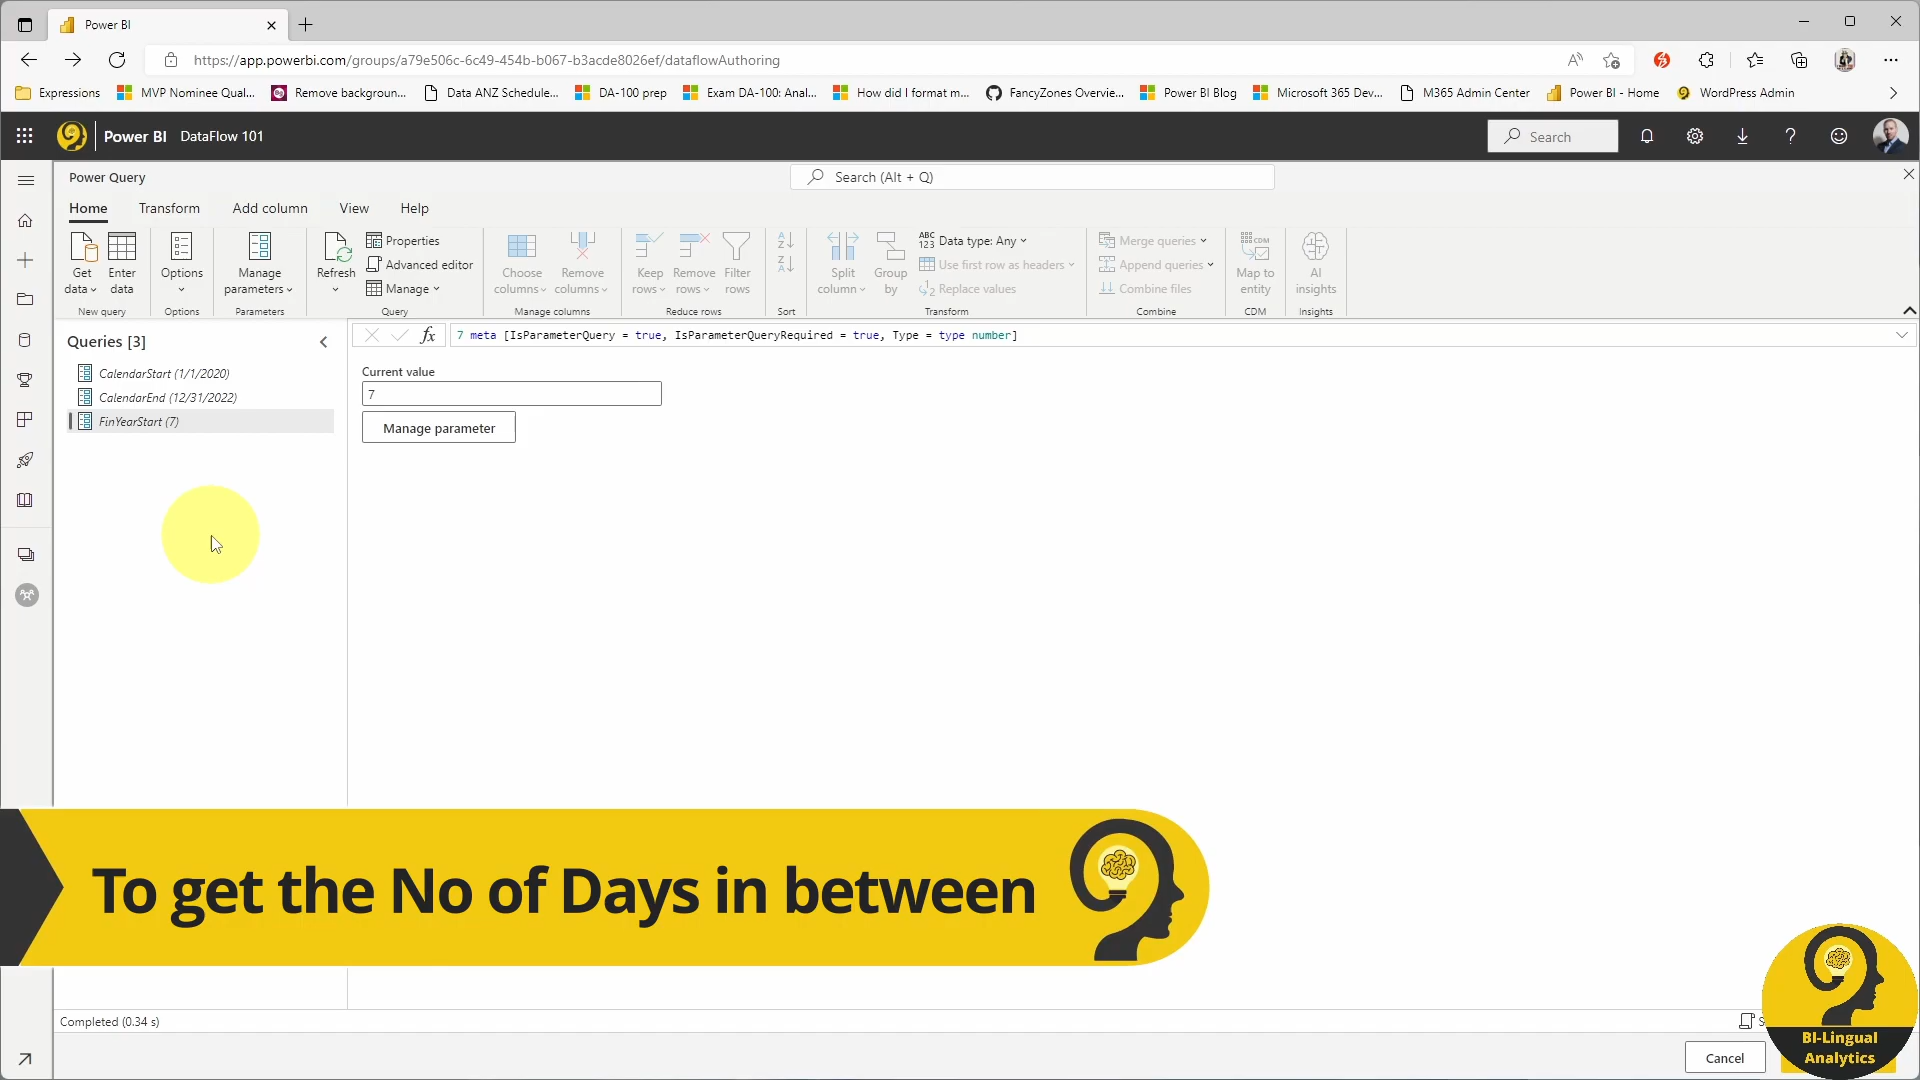 Power BI
https://app.powerbi.com/groups/a79e506c-6c49-454b-b067-b3acde8026ef/dataflowAuthoring
Expressions
MVP Nominee Qual...
Remove backgroun...
Data ANZ Schedule...
DA-100 prep
Exam DA-100: Anal...
How did I format m...
FancyZones Overvie...
Power BI Blog
Microsoft 365 Dev...
M365 Admin Center
Power BI - Home
WordPress Admin
Power BI DataFlow 101
Search
Power Query
Search (Alt + Q)
Home Transform Add column View Help
Get data
Enter data
New query
Options
Options
Manage parameters
Parameters
Refresh
Properties
Advanced editor
Manage
Query
Choose columns
Remove columns
Manage columns
Keep rows
Remove rows
Filter rows
Reduce rows
Sort
Split column
Group by
Data type: Any
Use first row as headers
Replace values
Transform
Merge queries
Append queries
Combine files
Combine
Map to entity
CDM
AI insights
Insights
Queries [3]
CalendarStart (1/1/2020)
CalendarEnd (12/31/2022)
FinYearStart (7)
fx 7 meta [IsParameterQuery = true, IsParameterQueryRequired = true, Type = type number]
Current value
7
Manage parameter
To get the No of Days in between
Completed (0.34 s)
Cancel
BI-Lingual
Analytics